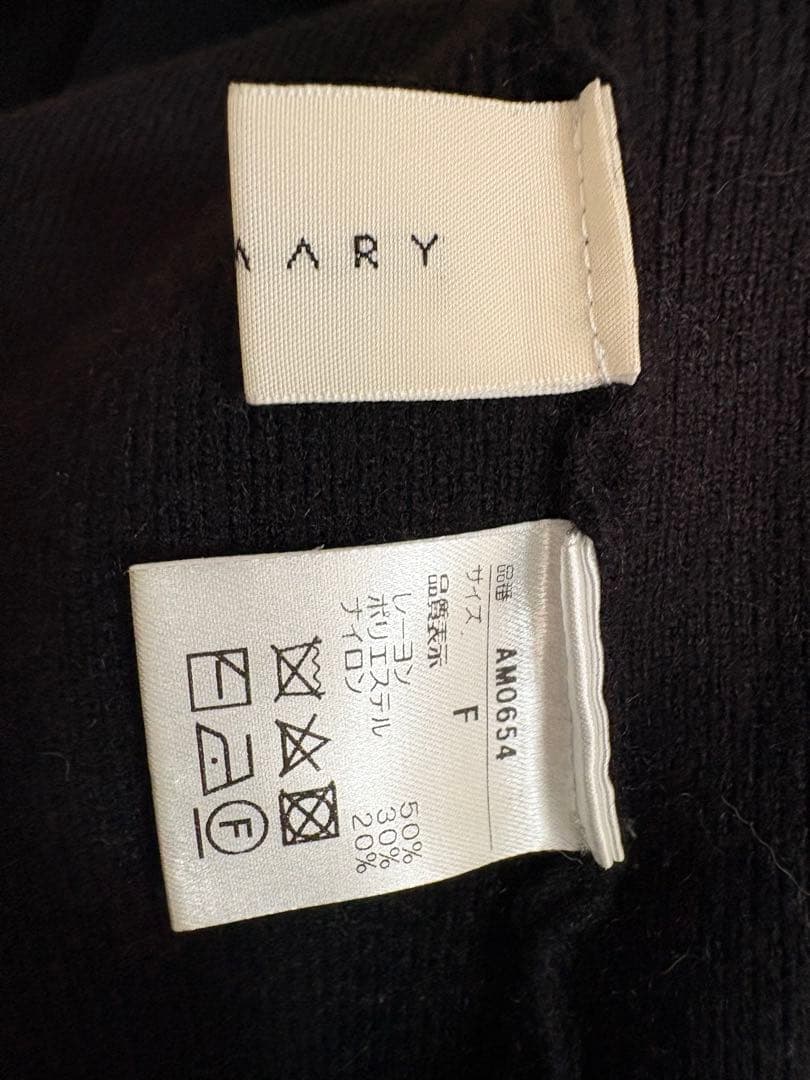 ARY
品番 AM0654
サイズ F
品質表示
レーヨン 50%
ポリエステル 30%
ナイロン 20%
F